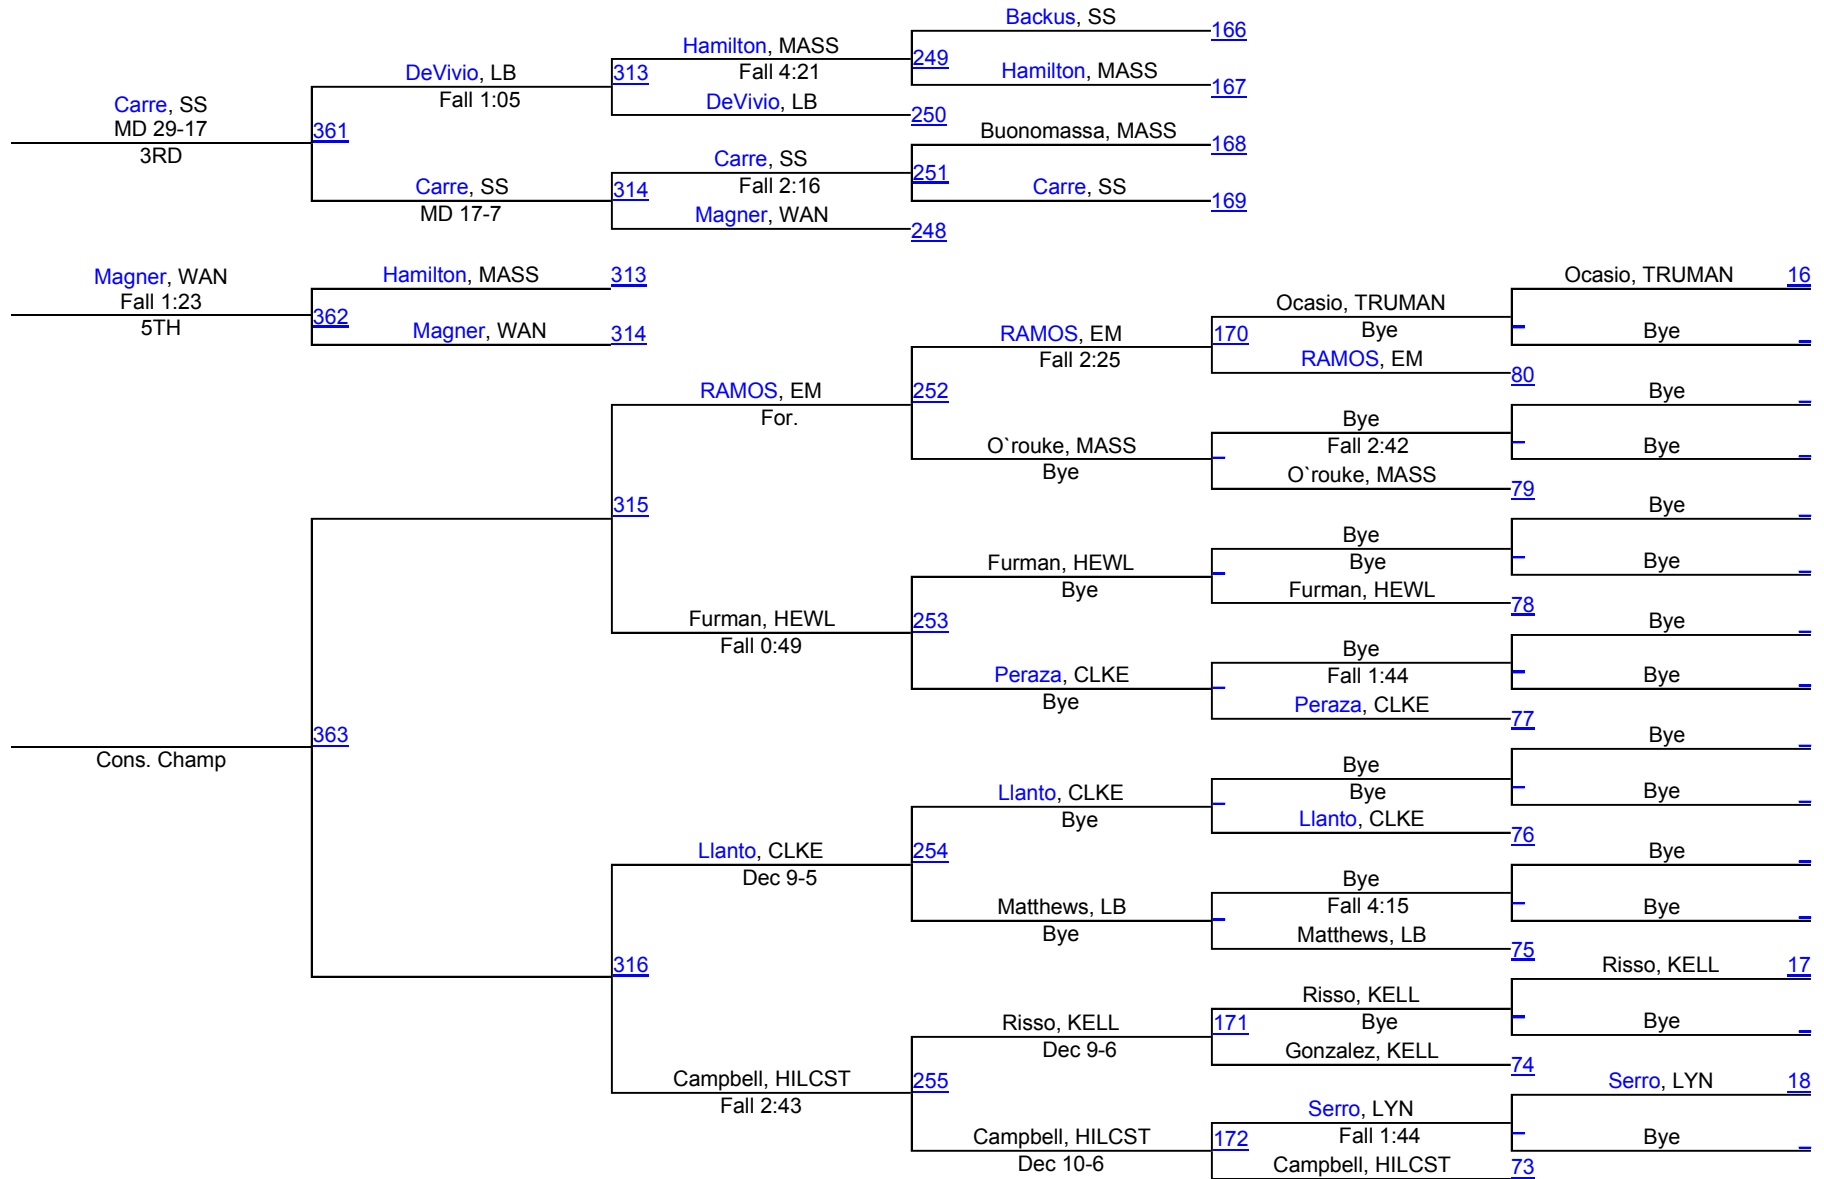 Backus, SS
166
Hamilton, MASS
249
Fall 4:21
Hamilton, MASS
167
DeVivio, LB
313
Fall 1:05
DeVivio, LB
250
Carre, SS
MD 29-17
361
3RD
Buonomassa, MASS
168
Carre, SS
251
Fall 2:16
Carre, SS
169
Carre, SS
314
MD 17-7
Magner, WAN
248
Magner, WAN
Fall 1:23
362
5TH
Hamilton, MASS
313
Magner, WAN
314
Ocasio, TRUMAN 16
Ocasio, TRUMAN
Bye
Bye
RAMOS, EM
170
Fall 2:25
RAMOS, EM
80
RAMOS, EM
252
For.
Bye
Bye
Fall 2:42
Bye
O`rouke, MASS
Bye
O`rouke, MASS
79
315
Bye
Bye
Bye
Bye
Furman, HEWL
Bye
Furman, HEWL
78
Furman, HEWL
253
Fall 0:49
Bye
Bye
Fall 1:44
Bye
Peraza, CLKE
Bye
Peraza, CLKE
77
363
Cons. Champ
Bye
Bye
Bye
Bye
Llanto, CLKE
Bye
Llanto, CLKE
76
Llanto, CLKE
254
Dec 9-5
Bye
Bye
Fall 4:15
Bye
Matthews, LB
Bye
Matthews, LB
75
316
Risso, KELL 17
Risso, KELL
Bye
Bye
Risso, KELL
171
Dec 9-6
Gonzalez, KELL
74
Campbell, HILCST
255
Fall 2:43
Serro, LYN 18
Serro, LYN
Fall 1:44
Bye
Campbell, HILCST
172
Dec 10-6
Campbell, HILCST
73